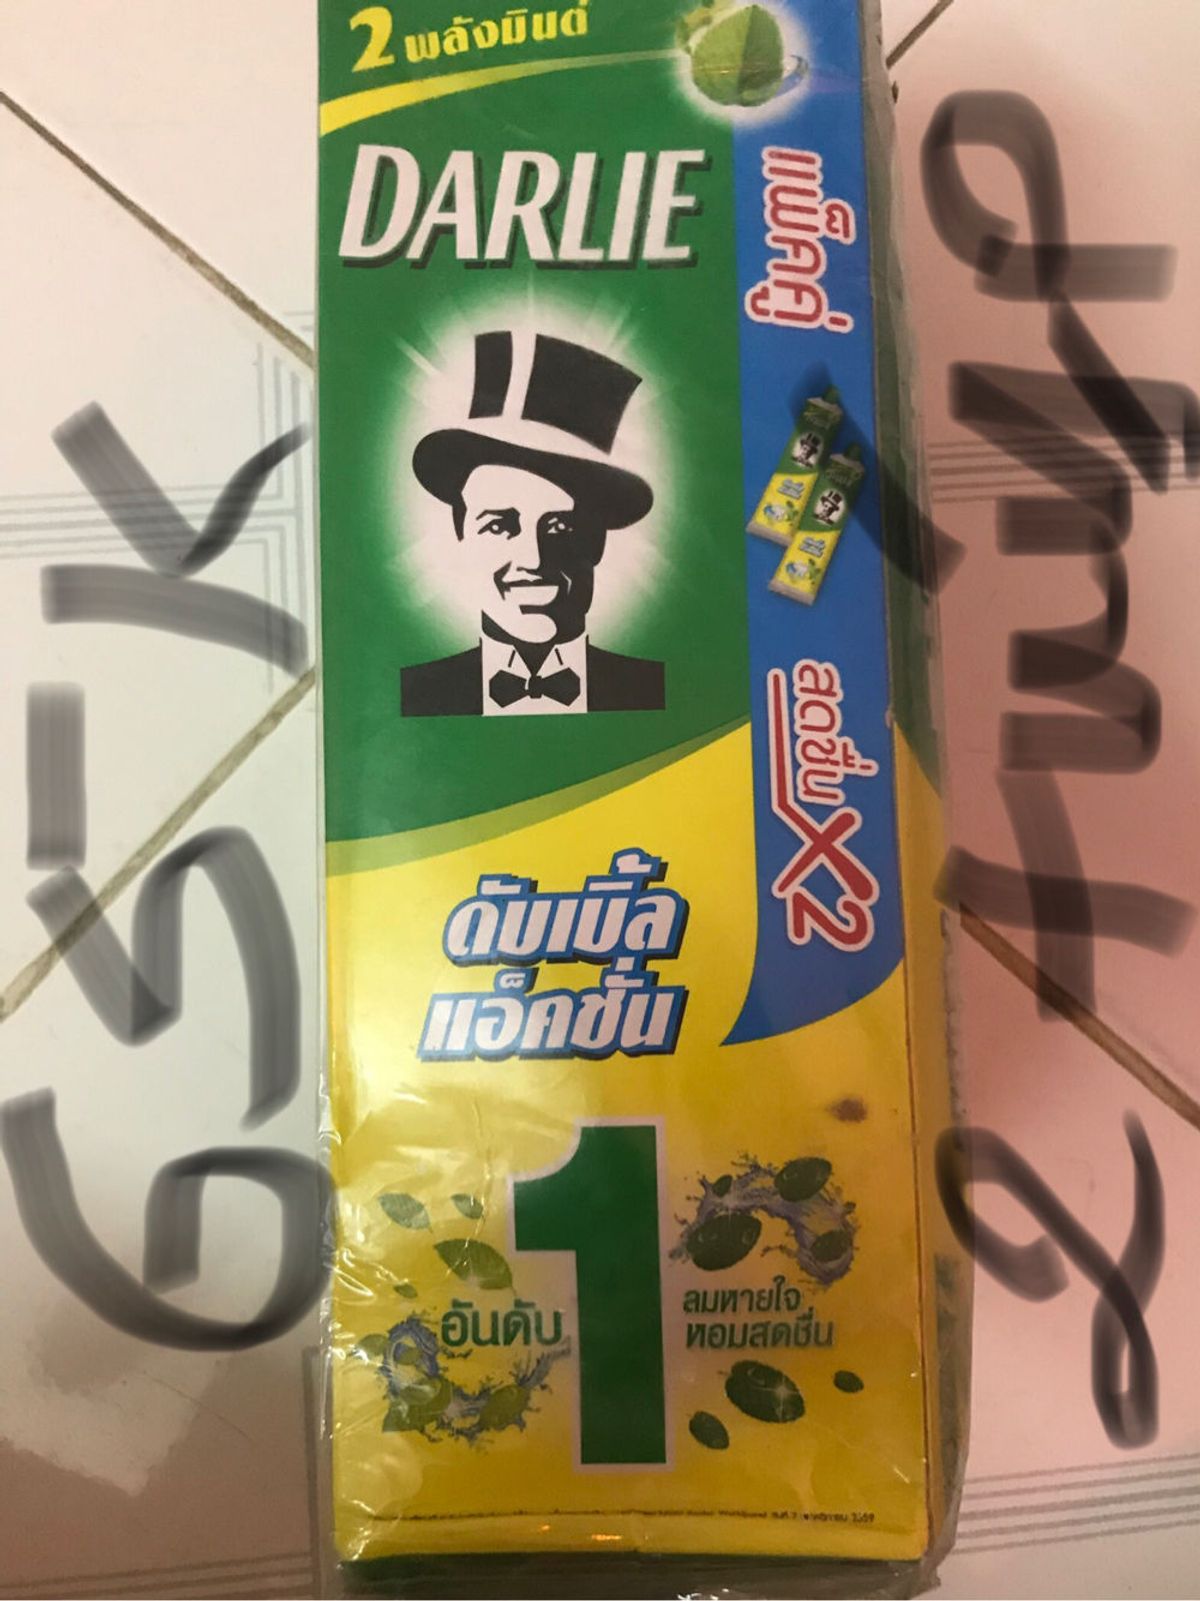 2 พลังมินต์
DARLIE
แพ็คคู่
สดชื่น X2
ดับเบิ้ล
แอ็คชั่น
อันดับ 1
ลมหายใจ
หอมสดชื่น
65-K